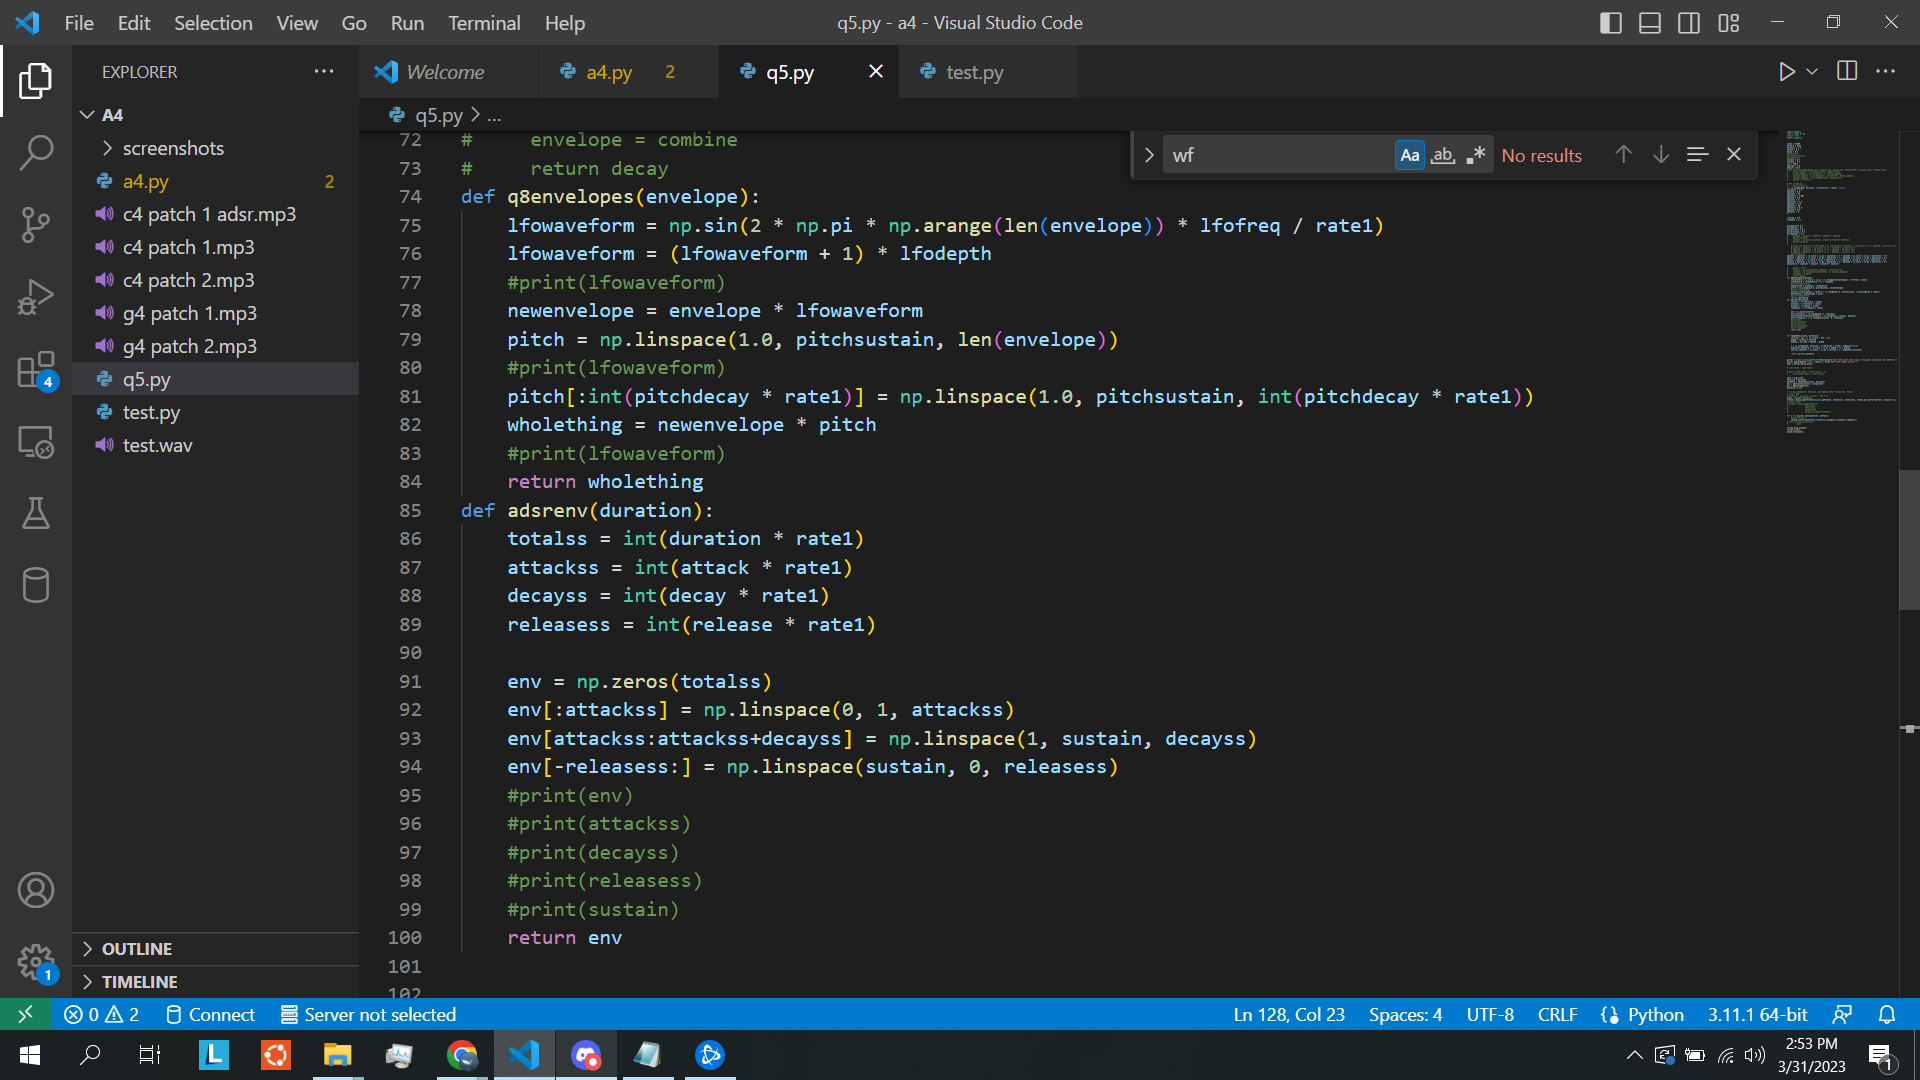 File Edit Selection View Go Run Terminal Help
q5.py - a4 - Visual Studio Code
EXPLORER
Welcome
a4.py 2
q5.py
test.py
A4
screenshots
a4.py 2
c4 patch 1 adsr.mp3
c4 patch 1.mp3
c4 patch 2.mp3
g4 patch 1.mp3
g4 patch 2.mp3
q5.py
test.py
test.wav
OUTLINE
TIMELINE
4
1
q5.py > ...
wf
Aa
ab
No results
72 #     envelope = combine
73 #     return decay
74 def q8envelopes(envelope):
75     lfowaveform = np.sin(2 * np.pi * np.arange(len(envelope)) * lfofreq / rate1)
76     lfowaveform = (lfowaveform + 1) * lfodepth
77     #print(lfowaveform)
78     newenvelope = envelope * lfowaveform
79     pitch = np.linspace(1.0, pitchsustain, len(envelope))
80     #print(lfowaveform)
81     pitch[:int(pitchdecay * rate1)] = np.linspace(1.0, pitchsustain, int(pitchdecay * rate1))
82     wholething = newenvelope * pitch
83     #print(lfowaveform)
84     return wholething
85 def adsrenv(duration):
86     totalss = int(duration * rate1)
87     attackss = int(attack * rate1)
88     decayss = int(decay * rate1)
89     releasess = int(release * rate1)
90
91     env = np.zeros(totalss)
92     env[:attackss] = np.linspace(0, 1, attackss)
93     env[attackss:attackss+decayss] = np.linspace(1, sustain, decayss)
94     env[-releasess:] = np.linspace(sustain, 0, releasess)
95     #print(env)
96     #print(attackss)
97     #print(decayss)
98     #print(releasess)
99     #print(sustain)
100     return env
101
102
0 2 Connect Server not selected
Ln 128, Col 23 Spaces: 4 UTF-8 CRLF Python 3.11.1 64-bit
L
2:53 PM
3/31/2023
1